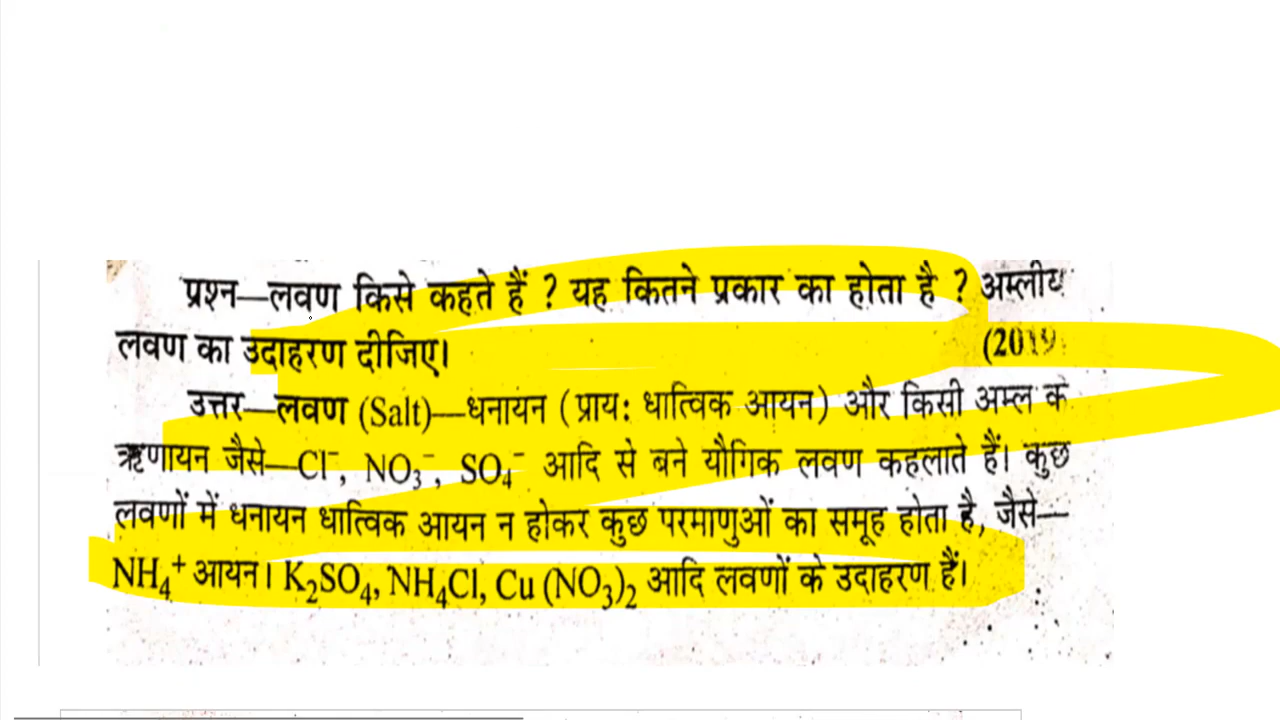 प्रश्न—लवण किसे कहते हैं ? यह कितने प्रकार का होता है ? अम्लीय
लवण का उदाहरण दीजिए। (2019)
उत्तर—लवण (Salt)—धनायन (प्राय: धात्विक आयन) और किसी अम्ल के
ऋणायन जैसे—Cl⁻, NO₃⁻, SO₄⁻ आदि से बने यौगिक लवण कहलाते हैं। कुछ
लवणों में धनायन धात्विक आयन न होकर कुछ परमाणुओं का समूह होता है, जैसे—
NH₄⁺ आयन। K₂SO₄, NH₄Cl, Cu (NO₃)₂ आदि लवणों के उदाहरण हैं।